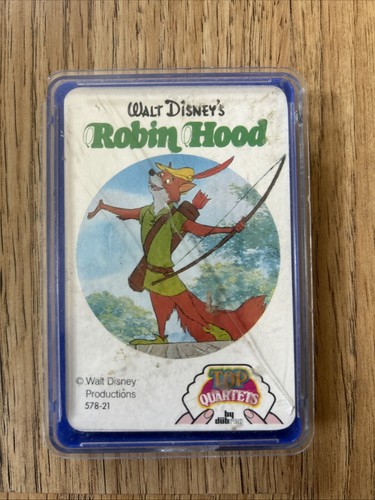 WALT DISNEY'S
Robin Hood
© Walt Disney
Productions
578-21
TOP
QUARTETS
by